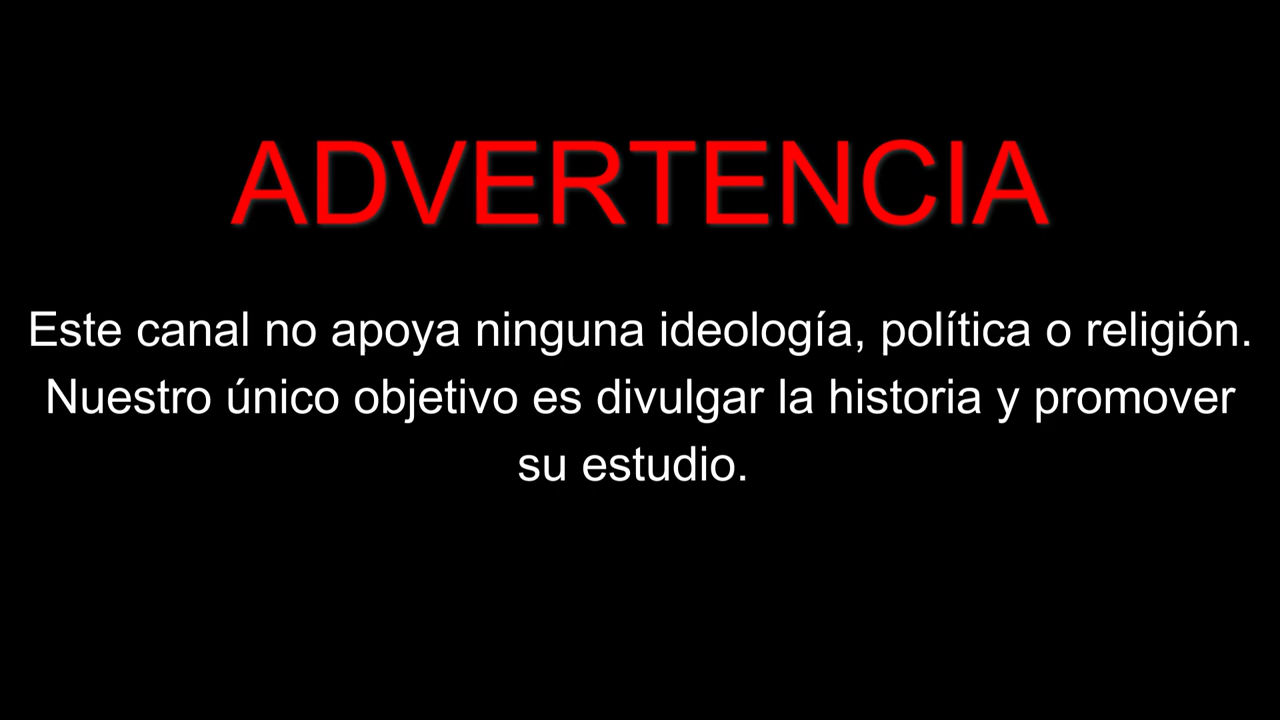 ADVERTENCIA
Este canal no apoya ninguna ideología, política o religión.
Nuestro único objetivo es divulgar la historia y promover
su estudio.